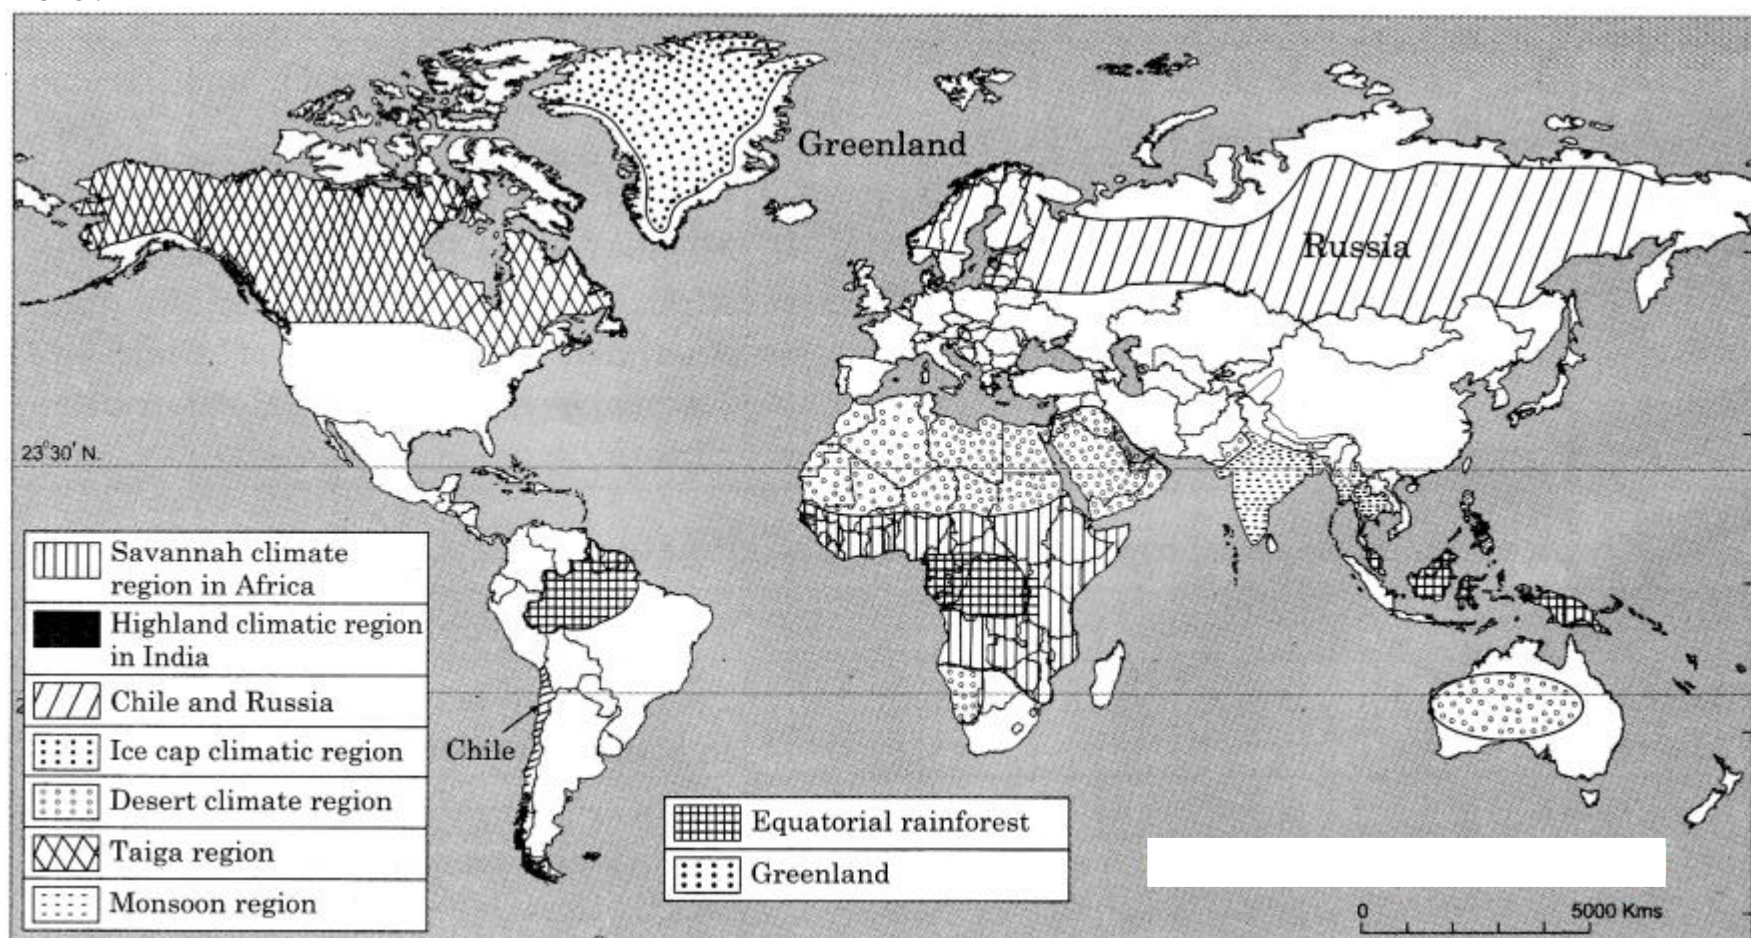 Greenland
Russia
23°30' N.
Savannah climate
region in Africa
Highland climatic region
in India
Chile and Russia
Ice cap climatic region
Desert climate region
Taiga region
Monsoon region
Chile
Equatorial rainforest
Greenland
0 5000 Kms